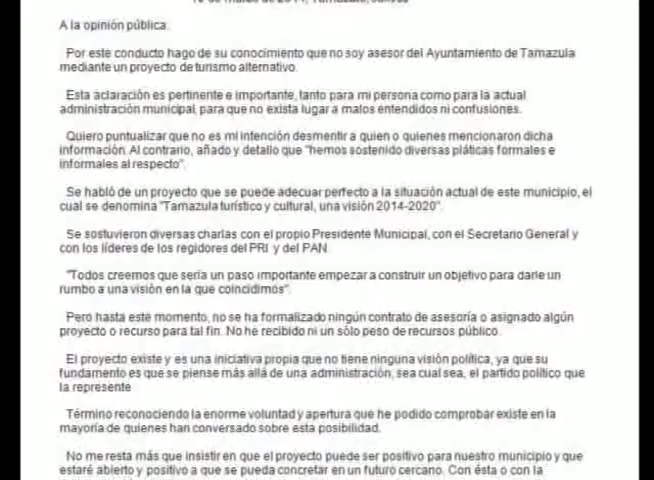 A la opinión pública:
Por este conducto hago de su conocimiento que no soy asesor del Ayuntamiento de Tamazula
mediante un proyecto de turismo alternativo.
Esta aclaración es pertinente e importante, tanto para mi persona como para la actual
administración municipal, para que no exista lugar a malos entendidos ni confusiones.
Quiero puntualizar que no es mi intención desmentir a quien o quienes mencionaron dicha
información. Al contrario, añado y detallo que "hemos sostenido diversas pláticas formales e
informales al respecto".
Se habló de un proyecto que se puede adecuar perfecto a la situación actual de este municipio, el
cual se denomina "Tamazula turístico y cultural, una visión 2014-2020".
Se sostuvieron diversas charlas con el propio Presidente Municipal, con el Secretario General y
con los líderes de los regidores del PRI y del PAN.
"Todos creemos que sería un paso importante empezar a construir un objetivo para darle un
rumbo a una visión en la que coincidimos".
Pero hasta este momento, no se ha formalizado ningún contrato de asesoría o asignado algún
proyecto o recurso para tal fin. No he recibido ni un sólo peso de recursos público.
El proyecto existe y es una iniciativa propia que no tiene ninguna visión política, ya que su
fundamento es que se piense más allá de una administración, sea cual sea, el partido político que
la represente
Término reconociendo la enorme voluntad y apertura que he podido comprobar existe en la
mayoría de quienes han conversado sobre esta posibilidad.
No me resta más que insistir en que el proyecto puede ser positivo para nuestro municipio y que
estaré abierto y positivo a que se pueda concretar en un futuro cercano. Con ésta o con la